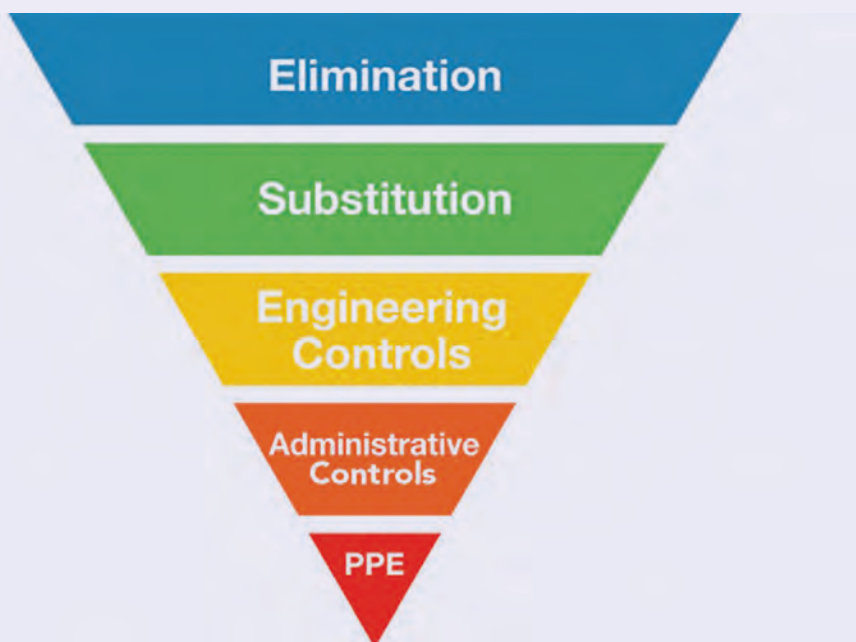 Elimination
Substitution
Engineering
Controls
Administrative
Controls
PPE